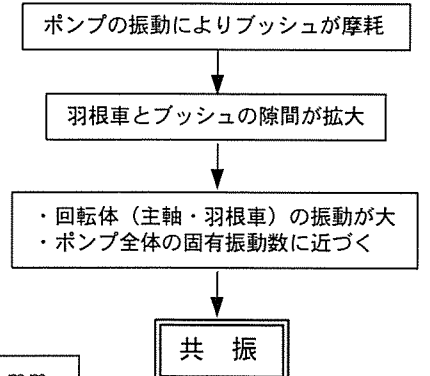 ポンプの振動によりブッシュが摩耗
羽根車とブッシュの隙間が拡大
・回転体（主軸・羽根車）の振動が大
・ポンプ全体の固有振動数に近づく
共 振
mm